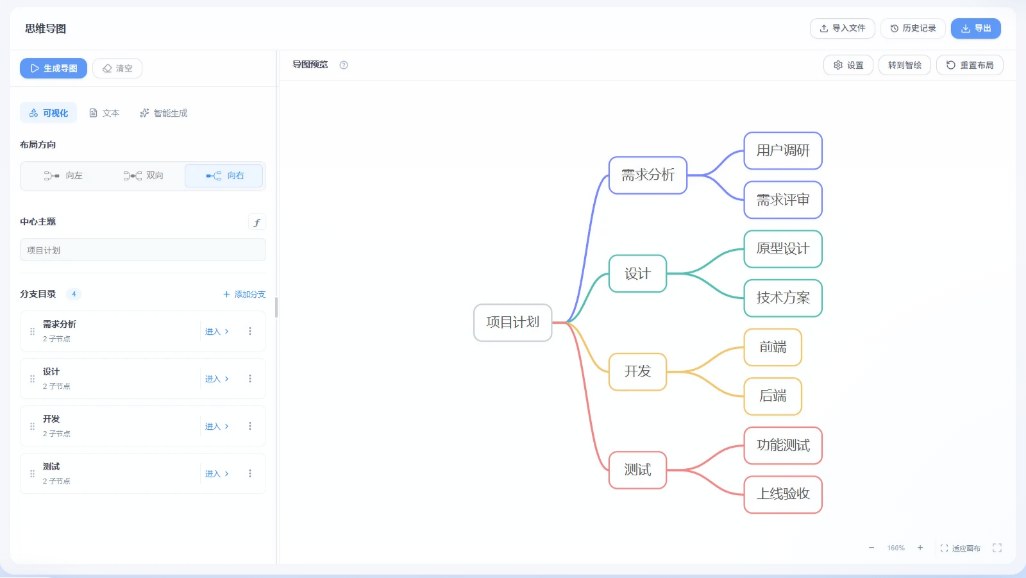 思维导图
导入文件
历史记录
导出
生成导图
清空
导图预览
设置
转到智绘
重置布局
可视化
文本
智能生成
布局方向
向左
双向
向右
中心主题
f
项目计划
分支目录 4
+ 添加分支
需求分析
2 子节点
进入
设计
2 子节点
进入
开发
2 子节点
进入
测试
2 子节点
进入
项目计划
需求分析
用户调研
需求评审
设计
原型设计
技术方案
开发
前端
后端
测试
功能测试
上线验收
− 160% +
适应画布